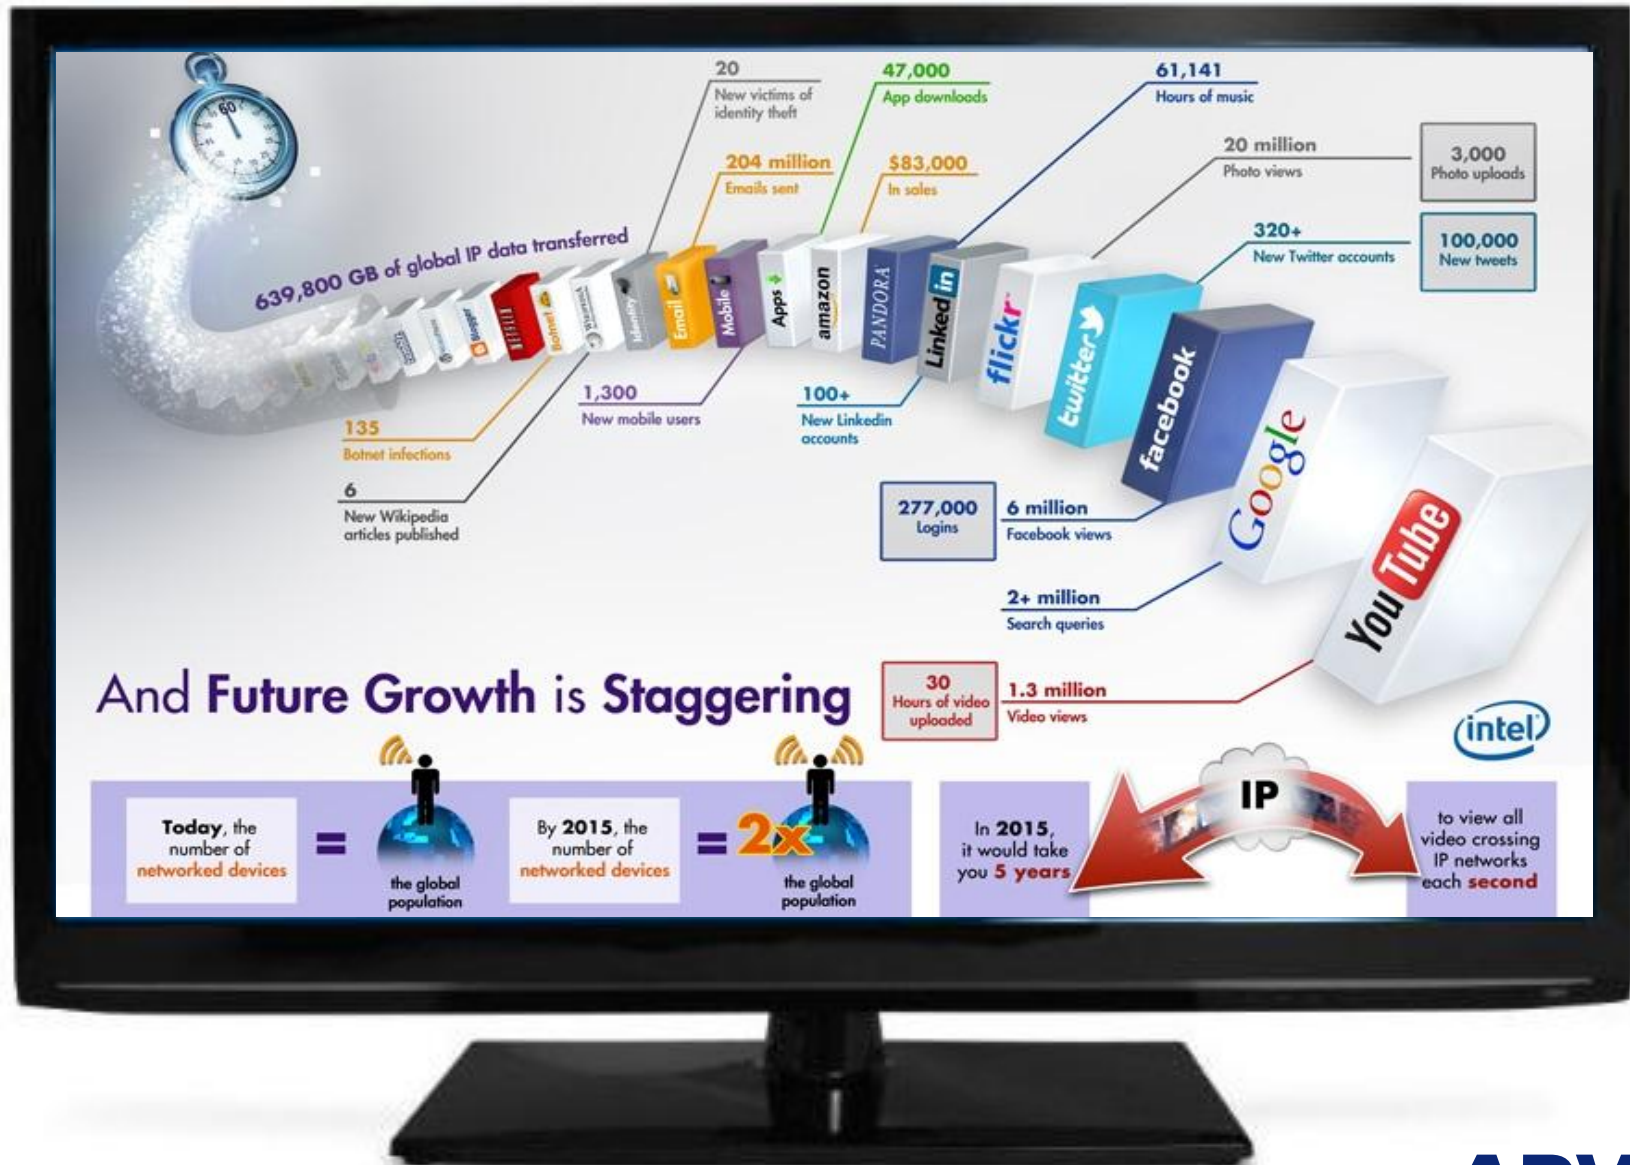 60
20
New victims of
identity theft
47,000
App downloads
61,141
Hours of music
204 million
Emails sent
$83,000
In sales
20 million
Photo views
3,000
Photo uploads
320+
New Twitter accounts
100,000
New tweets
639,800 GB of global IP data transferred
Blogger
NETFLIX
Botnet
WIKIPEDIA
Identity
Email
Mobile
Apps
amazon
PANDORA
Linked in
flickr
twitter
facebook
Google
YouTube
135
Botnet infections
6
New Wikipedia
articles published
1,300
New mobile users
100+
New Linkedin
accounts
277,000
Logins
6 million
Facebook views
2+ million
Search queries
30
Hours of video
uploaded
1.3 million
Video views
And Future Growth is Staggering
intel
Today, the
number of
networked devices
=
the global
population
By 2015, the
number of
networked devices
= 2x
the global
population
In 2015,
it would take
you 5 years
IP
to view all
video crossing
IP networks
each second